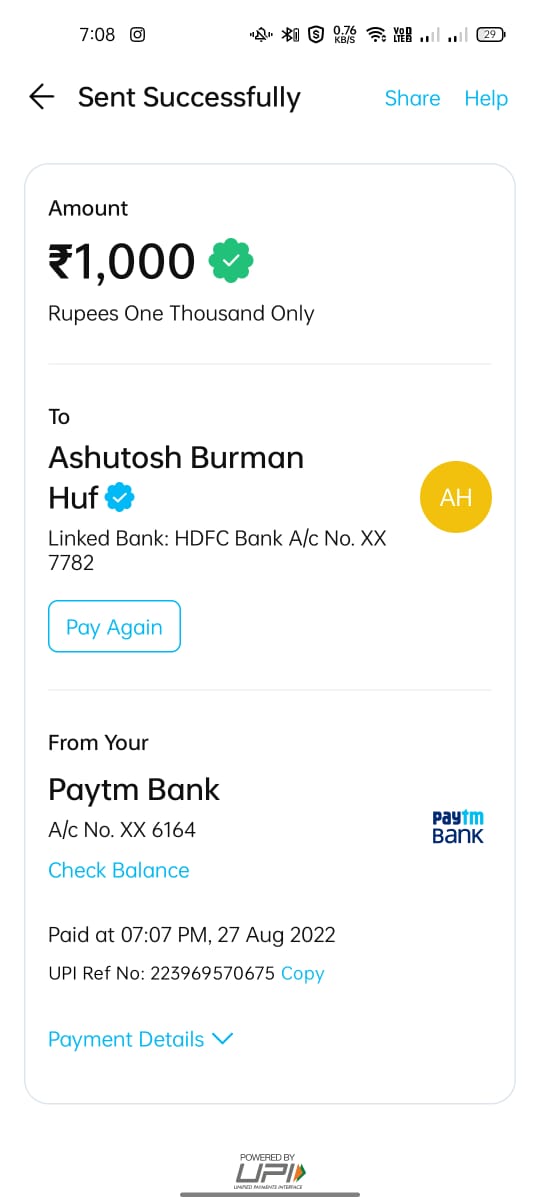 7:08
0.76
KB/S
VoD
LTED
29
Sent Successfully Share Help
Amount
₹1,000
Rupees One Thousand Only
To
Ashutosh Burman
Huf
AH
Linked Bank: HDFC Bank A/c No. XX
7782
Pay Again
From Your
Paytm Bank
A/c No. XX 6164
paytm
BANK
Check Balance
Paid at 07:07 PM, 27 Aug 2022
UPI Ref No: 223969570675 Copy
Payment Details
POWERED BY
UPI
UNIFIED PAYMENTS INTERFACE